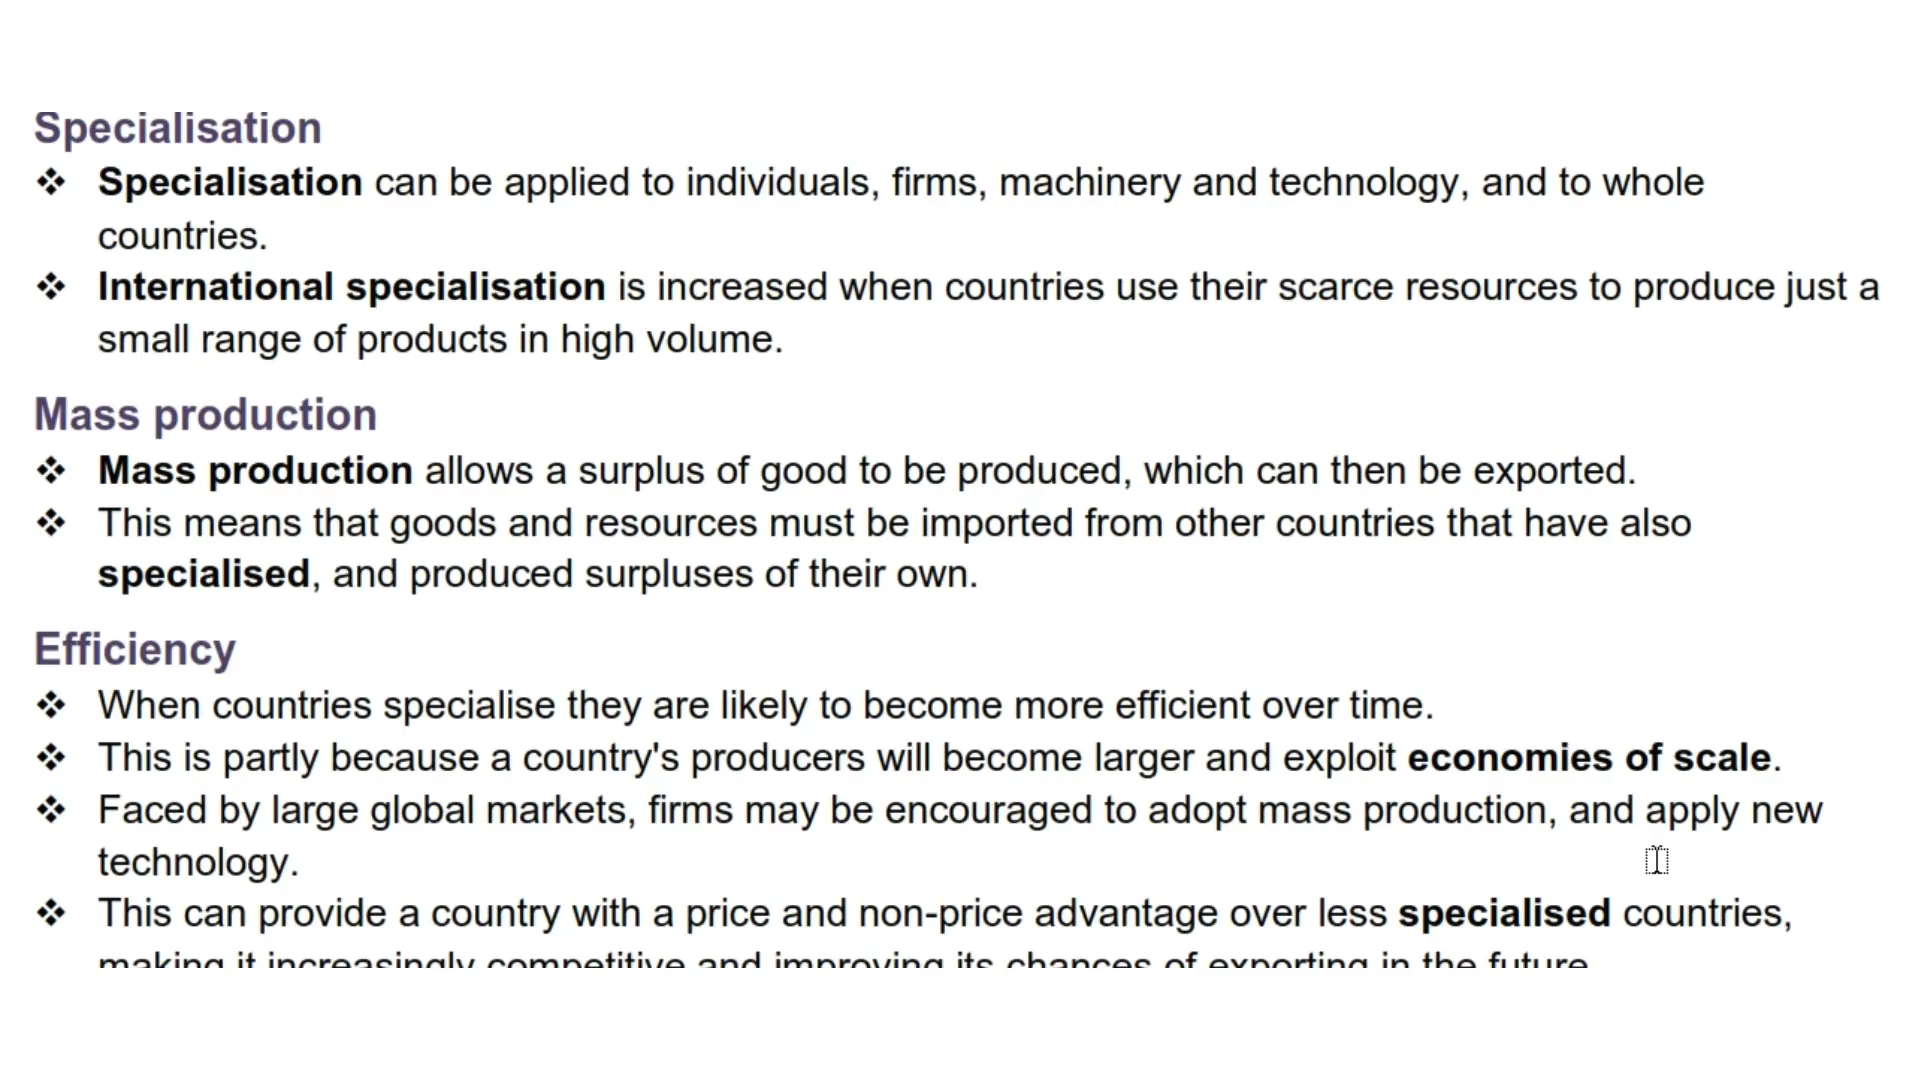 Specialisation
❖ Specialisation can be applied to individuals, firms, machinery and technology, and to whole
countries.
❖ International specialisation is increased when countries use their scarce resources to produce just a
small range of products in high volume.
Mass production
❖ Mass production allows a surplus of good to be produced, which can then be exported.
❖ This means that goods and resources must be imported from other countries that have also
specialised, and produced surpluses of their own.
Efficiency
❖ When countries specialise they are likely to become more efficient over time.
❖ This is partly because a country's producers will become larger and exploit economies of scale.
❖ Faced by large global markets, firms may be encouraged to adopt mass production, and apply new
technology.
❖ This can provide a country with a price and non-price advantage over less specialised countries,
making it increasingly competitive and improving its chances of exporting in the future.